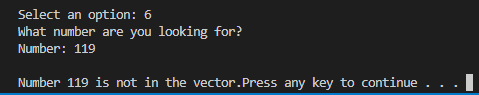 Select an option: 6
What number are you looking for?
Number: 119
Number 119 is not in the vector.Press any key to continue . . .